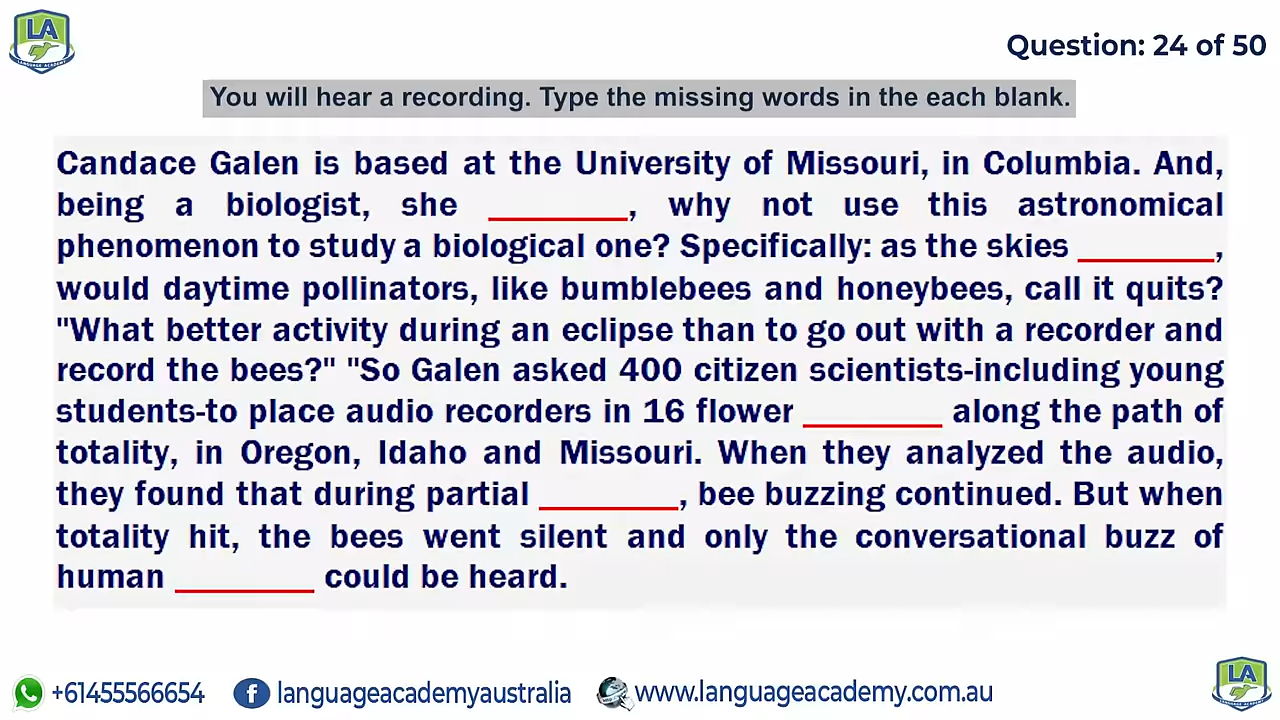 LA
LANGUAGE ACADEMY
Question: 24 of 50
You will hear a recording. Type the missing words in the each blank.
Candace Galen is based at the University of Missouri, in Columbia. And,
being a biologist, she ________, why not use this astronomical
phenomenon to study a biological one? Specifically: as the skies ________,
would daytime pollinators, like bumblebees and honeybees, call it quits?
"What better activity during an eclipse than to go out with a recorder and
record the bees?" "So Galen asked 400 citizen scientists-including young
students-to place audio recorders in 16 flower ________ along the path of
totality, in Oregon, Idaho and Missouri. When they analyzed the audio,
they found that during partial ________, bee buzzing continued. But when
totality hit, the bees went silent and only the conversational buzz of
human ________ could be heard.
+61455566654 languageacademyaustralia www.languageacademy.com.au
LA
LANGUAGE ACADEMY